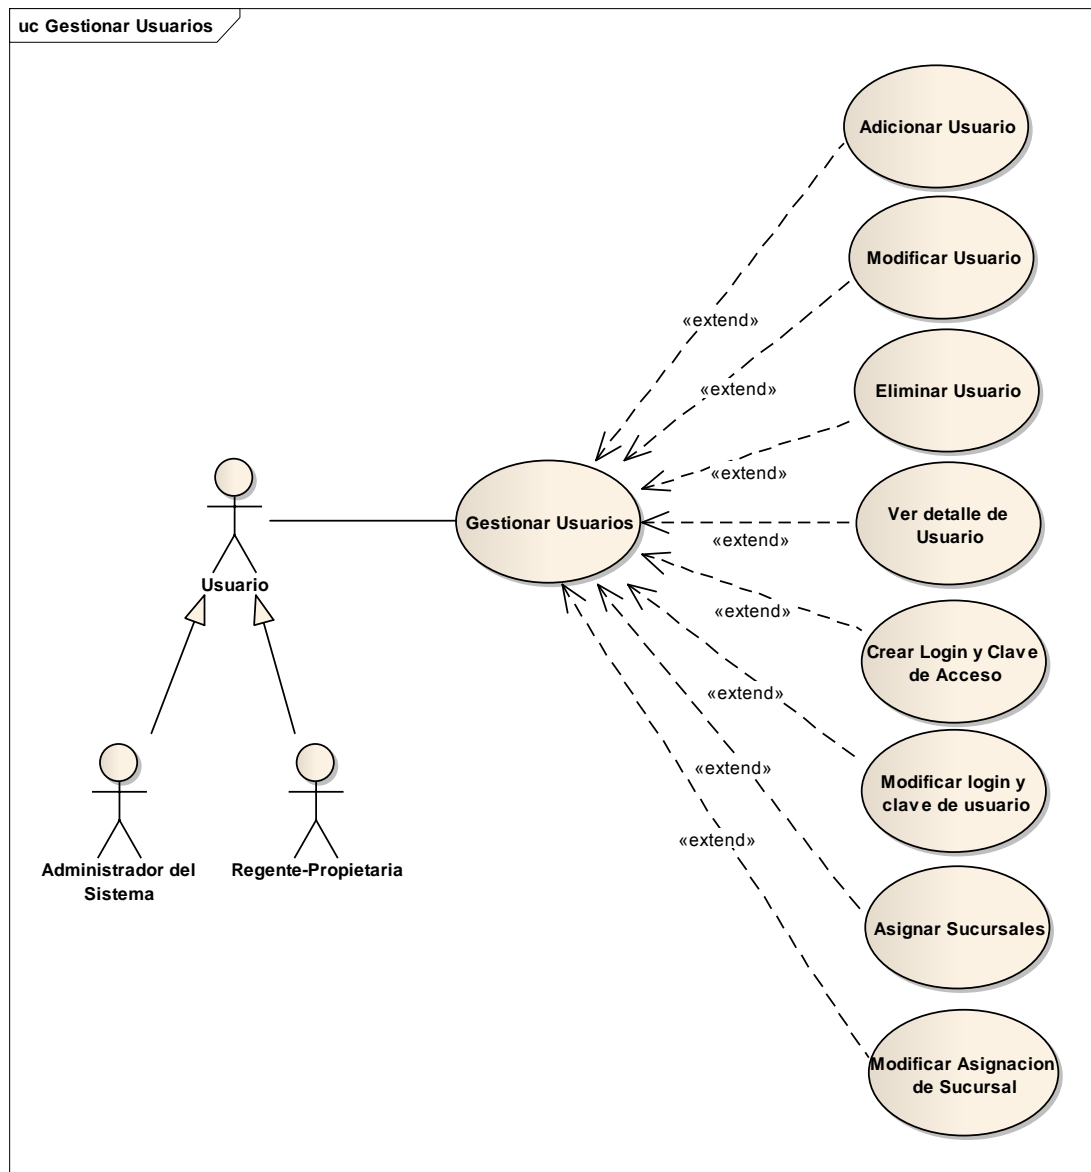 uc Gestionar Usuarios
Adicionar Usuario
Modificar Usuario
«extend»
«extend»
Eliminar Usuario
«extend»
Ver detalle de
Usuario
Gestionar Usuarios
«extend»
Usuario
«extend»
Crear Login y Clave
de Acceso
«extend»
«extend»
Modificar login y
clave de usuario
«extend»
Administrador del
Sistema
Regente-Propietaria
Asignar Sucursales
Modificar Asignacion
de Sucursal